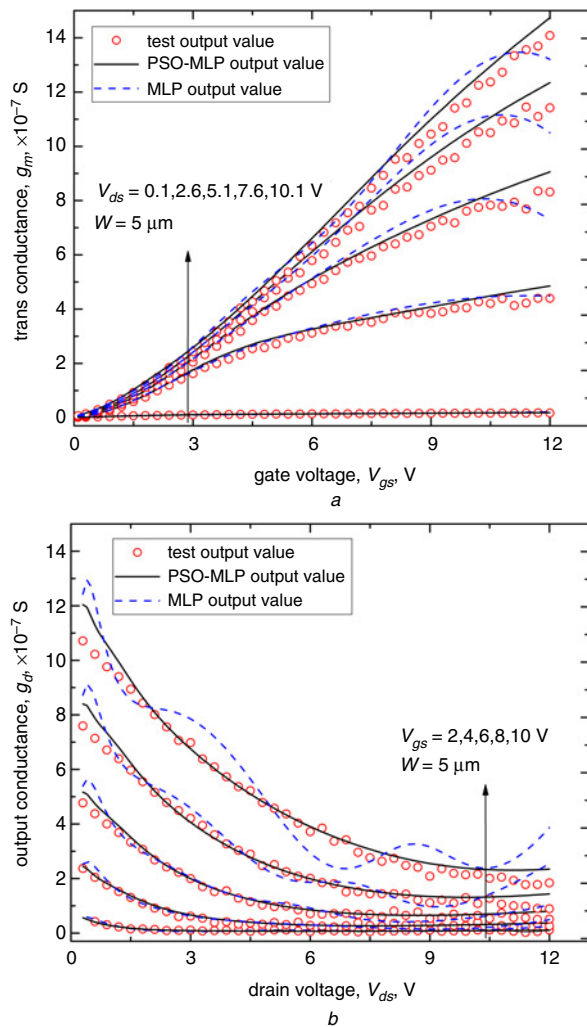 test output value
PSO-MLP output value
MLP output value
V_ds = 0.1,2.6,5.1,7.6,10.1 V
W = 5 μm
trans conductance, g_m, ×10⁻⁷ S
14
12
10
8
6
4
2
0
0 3 6 9 12
gate voltage, V_gs, V
a
test output value
PSO-MLP output value
MLP output value
V_gs = 2,4,6,8,10 V
W = 5 μm
output conductance, g_d, ×10⁻⁷ S
14
12
10
8
6
4
2
0
0 3 6 9 12
drain voltage, V_ds, V
b